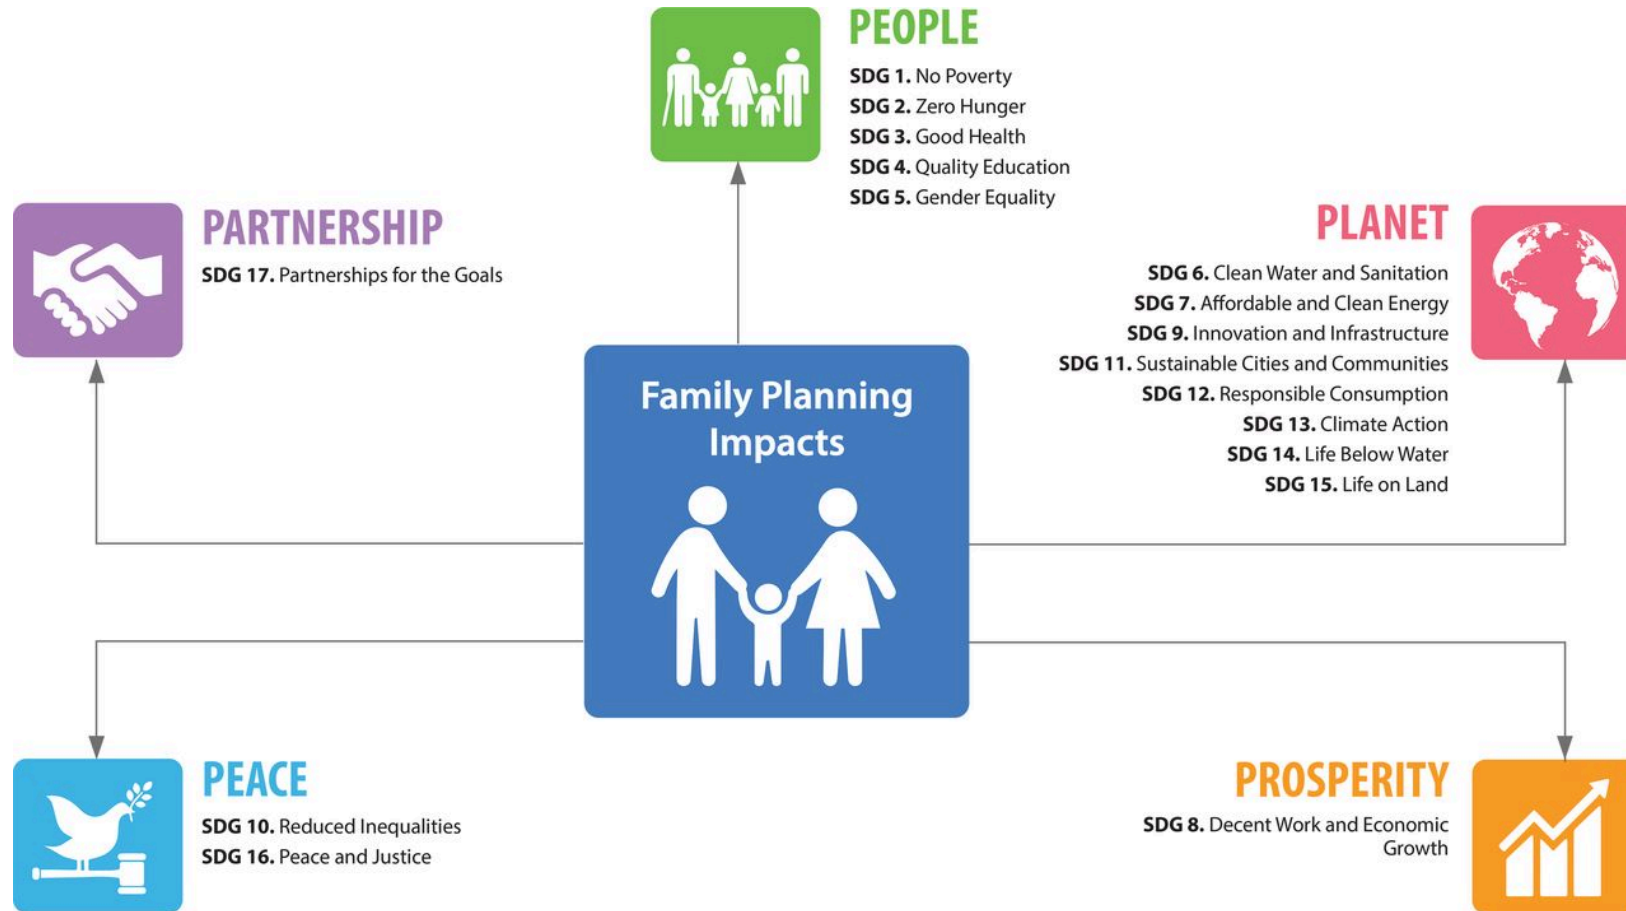 PEOPLE
SDG 1. No Poverty
SDG 2. Zero Hunger
SDG 3. Good Health
SDG 4. Quality Education
SDG 5. Gender Equality
PARTNERSHIP
SDG 17. Partnerships for the Goals
PLANET
SDG 6. Clean Water and Sanitation
SDG 7. Affordable and Clean Energy
SDG 9. Innovation and Infrastructure
SDG 11. Sustainable Cities and Communities
SDG 12. Responsible Consumption
SDG 13. Climate Action
SDG 14. Life Below Water
SDG 15. Life on Land
Family Planning
Impacts
PEACE
SDG 10. Reduced Inequalities
SDG 16. Peace and Justice
PROSPERITY
SDG 8. Decent Work and Economic
Growth